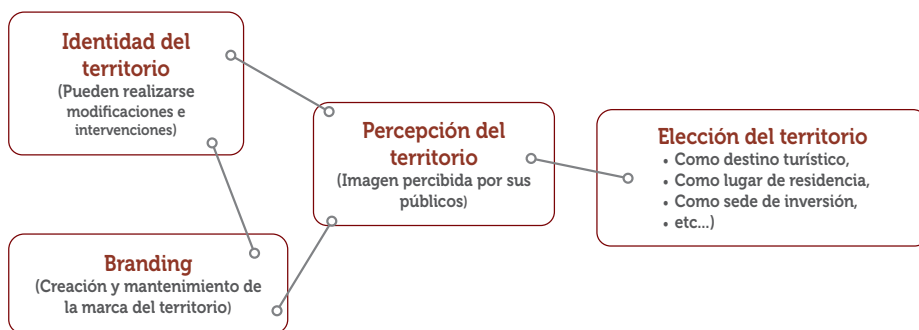 Identidad del
territorio
(Pueden realizarse
modificaciones e
intervenciones)
Percepción del
territorio
(Imagen percibida por sus
públicos)
Elección del territorio
• Como destino turístico,
• Como lugar de residencia,
• Como sede de inversión,
• etc...)
Branding
(Creación y mantenimiento de
la marca del territorio)